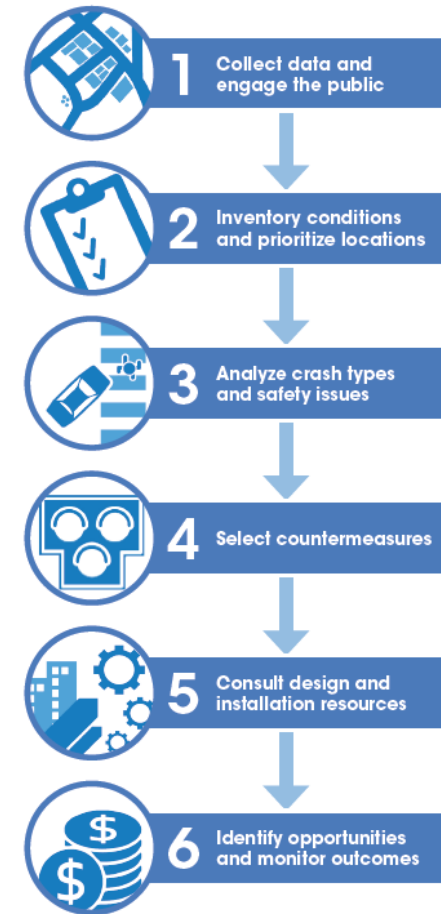 1
Collect data and
engage the public
2
Inventory conditions
and prioritize locations
3
Analyze crash types
and safety issues
4
Select countermeasures
5
Consult design and
installation resources
6
Identify opportunities
and monitor outcomes
$
$